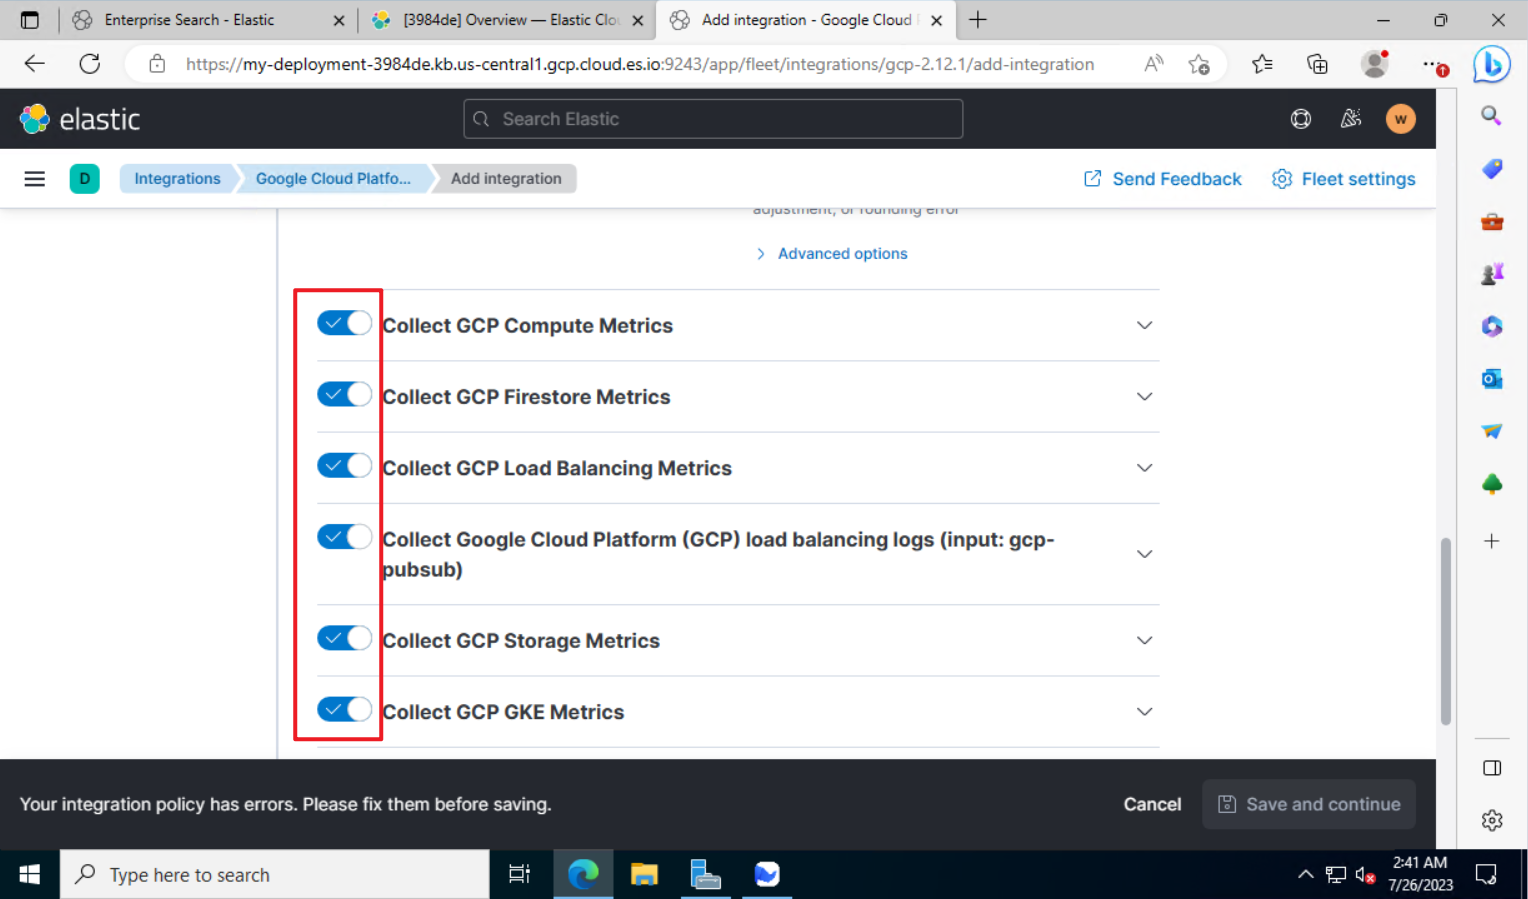 Enterprise Search - Elastic
[3984de] Overview — Elastic Clou
Add integration - Google Cloud
https://my-deployment-3984de.kb.us-central1.gcp.cloud.es.io:9243/app/fleet/integrations/gcp-2.12.1/add-integration
elastic
Search Elastic
W
D
Integrations
Google Cloud Platfo...
Add integration
Send Feedback
Fleet settings
adjustment, or rounding error
Advanced options
Collect GCP Compute Metrics
Collect GCP Firestore Metrics
Collect GCP Load Balancing Metrics
Collect Google Cloud Platform (GCP) load balancing logs (input: gcp-
pubsub)
Collect GCP Storage Metrics
Collect GCP GKE Metrics
Your integration policy has errors. Please fix them before saving.
Cancel
Save and continue
Type here to search
2:41 AM
7/26/2023